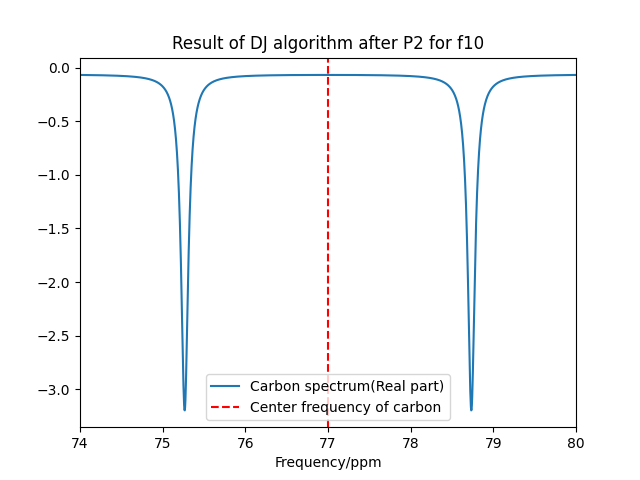 Result of DJ algorithm after P2 for f10
0.0
−0.5
−1.0
−1.5
−2.0
−2.5
−3.0
Carbon spectrum(Real part)
Center frequency of carbon
74 75 76 77 78 79 80
Frequency/ppm